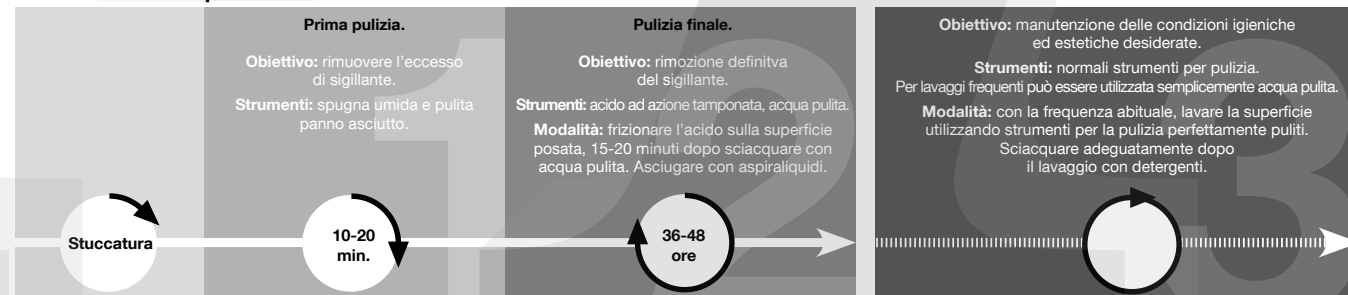 Prima pulizia.
Obiettivo: rimuovere l'eccesso
di sigillante.
Strumenti: spugna umida e pulita
panno asciutto.
Pulizia finale.
Obiettivo: rimozione definitva
del sigillante.
Strumenti: acido ad azione tamponata, acqua pulita.
Modalità: frizionare l'acido sulla superficie
posata, 15-20 minuti dopo sciacquare con
acqua pulita. Asciugare con aspiraliquidi.
Obiettivo: manutenzione delle condizioni igieniche
ed estetiche desiderate.
Strumenti: normali strumenti per pulizia.
Per lavaggi frequenti può essere utilizzata semplicemente acqua pulita.
Modalità: con la frequenza abituale, lavare la superficie
utilizzando strumenti per la pulizia perfettamente puliti.
Sciacquare adeguatamente dopo
il lavaggio con detergenti.
Stuccatura
10-20
min.
36-48
ore
1
2
3